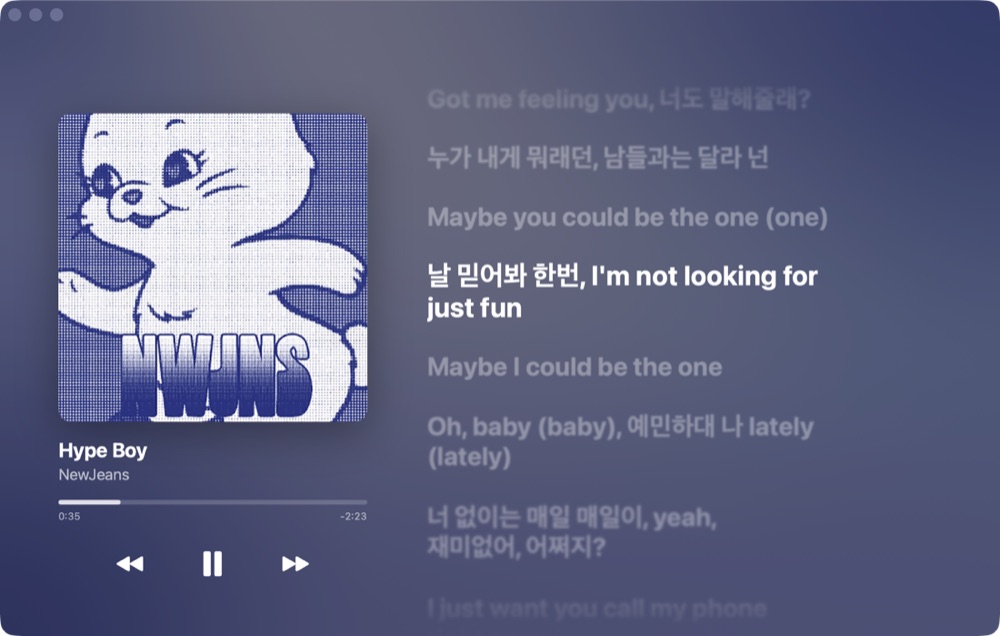 Got me feeling you, 너도 말해줄래?
누가 내게 뭐래던, 남들과는 달라 넌
Maybe you could be the one (one)
날 믿어봐 한번, I'm not looking for
just fun
Maybe I could be the one
Oh, baby (baby), 예민하대 나 lately
(lately)
너 없이는 매일 매일이, yeah,
재미없어, 어쩌지?
I just want you call my phone
NWJNS
Hype Boy
NewJeans
0:35
-2:23